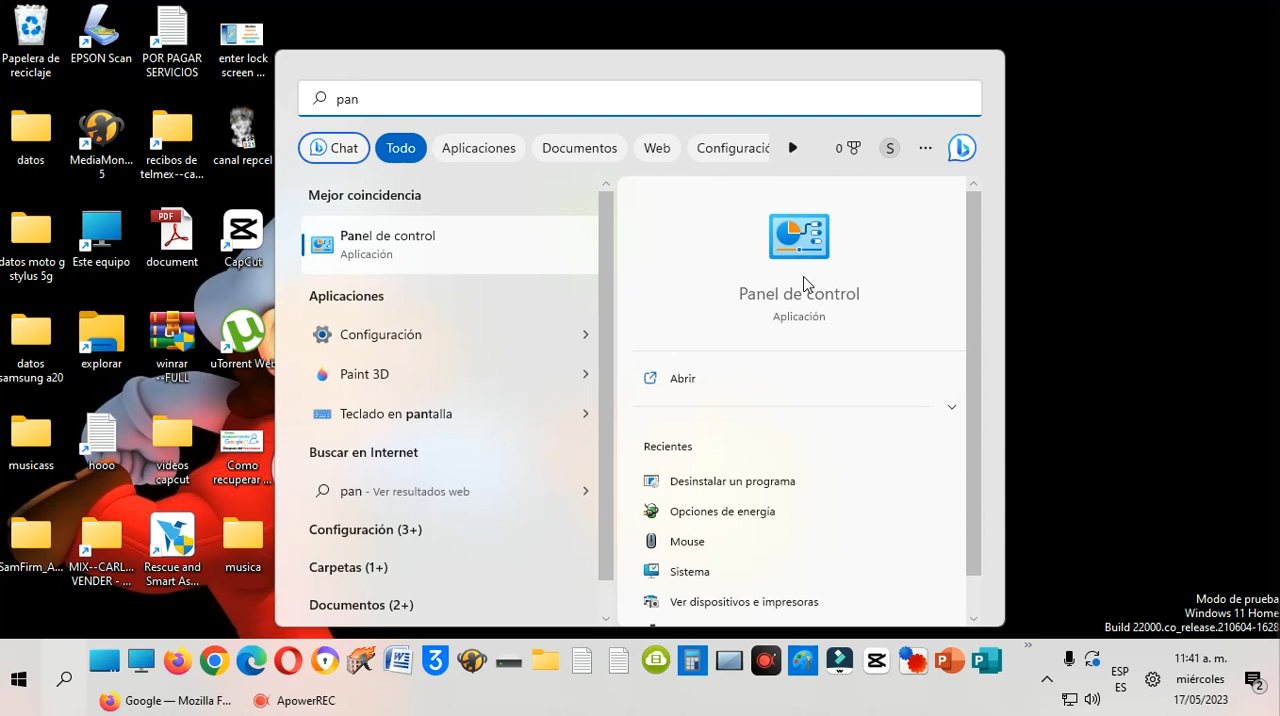 Papelera de
reciclaje
EPSON Scan
POR PAGAR
SERVICIOS
enter lock
screen ...
datos
MediaMon...
5
recibos de
telmex--ca...
canal repcel
datos moto g
stylus 5g
Este equipo
PDF
document
CapCut
datos
samsung a20
explorar
winrar
--FULL
uTorrent Web
musicass
hooo
videos
capcut
Como
recuperar ...
SamFirm_A...
MIX--CARL...
VENDER - ...
Rescue and
Smart As...
musica
pan
Chat
Todo
Aplicaciones
Documentos
Web
Configuració
0
S
...
Mejor coincidencia
Panel de control
Aplicación
Aplicaciones
Configuración
Paint 3D
Teclado en pantalla
Buscar en Internet
pan - Ver resultados web
Configuración (3+)
Carpetas (1+)
Documentos (2+)
Panel de control
Aplicación
Abrir
Recientes
Desinstalar un programa
Opciones de energía
Mouse
Sistema
Ver dispositivos e impresoras
Modo de prueba
Windows 11 Home
Build 22000.co_release.210604-1628
Google — Mozilla F...
ApowerREC
ESP
ES
11:41 a. m.
miércoles
17/05/2023
2